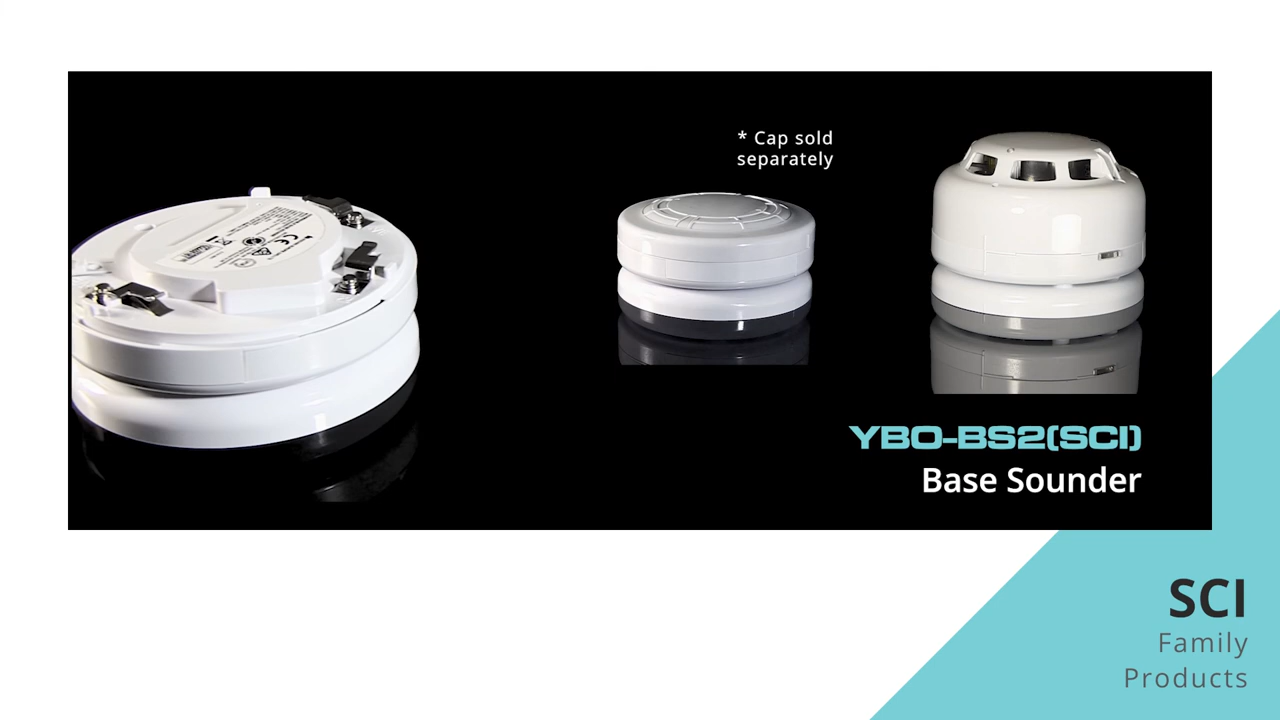 * Cap sold
separately
YBO-BS2(SCI)
Base Sounder
SCI
Family
Products